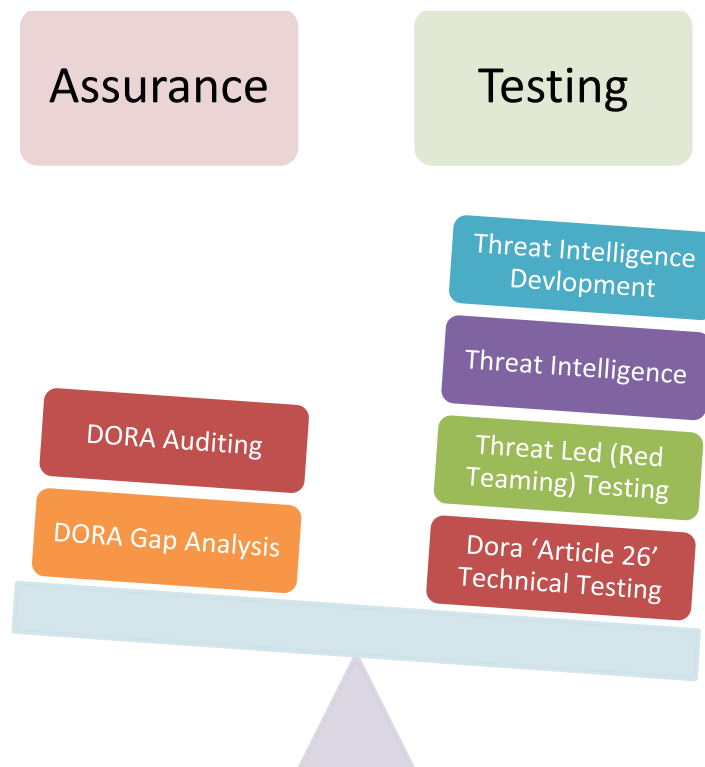 Assurance
Testing
Threat Intelligence
Devlopment
Threat Intelligence
Threat Led (Red
Teaming) Testing
Dora ‘Article 26’
Technical Testing
DORA Auditing
DORA Gap Analysis